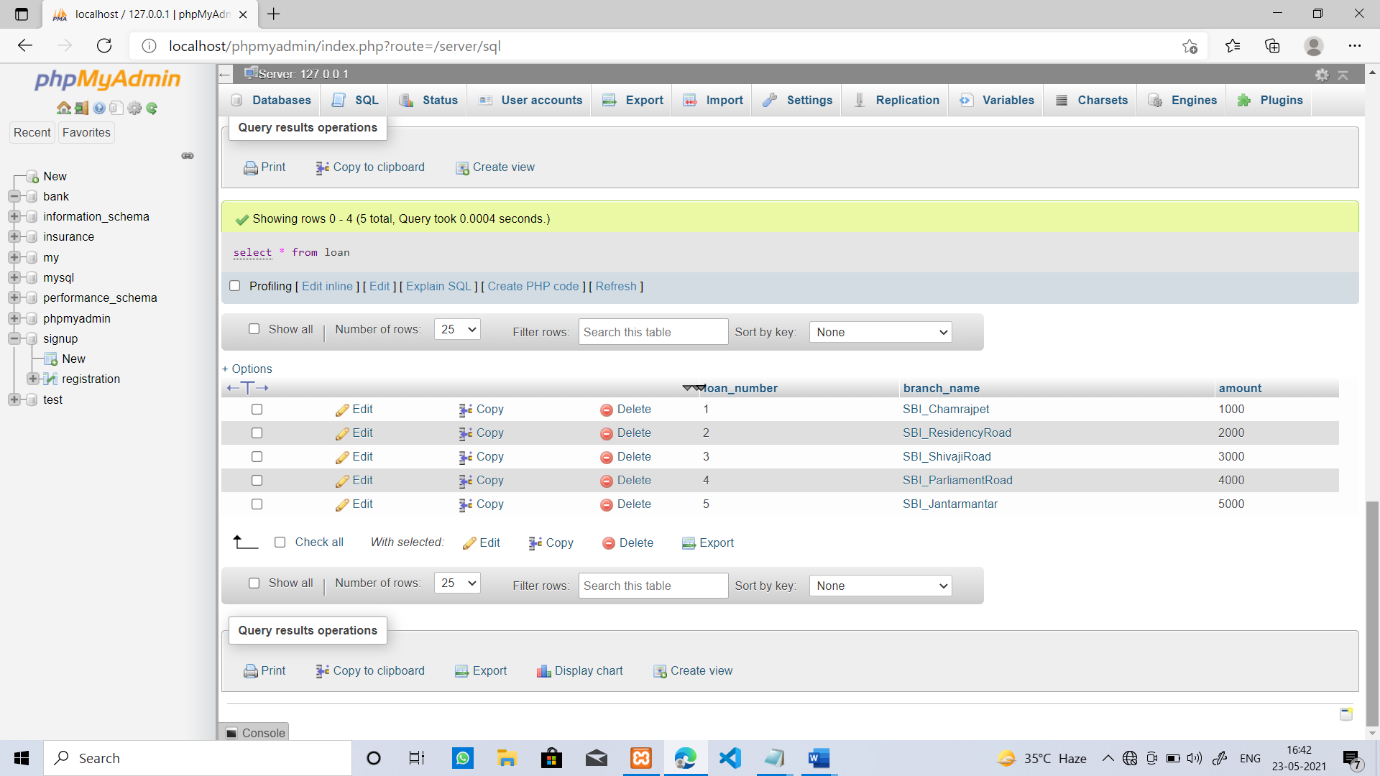 localhost / 127.0.0.1 | phpMyAdn
localhost/phpmyadmin/index.php?route=/server/sql
phpMyAdmin
Recent Favorites
New
bank
information_schema
insurance
my
mysql
performance_schema
phpmyadmin
signup
New
registration
test
Server: 127.0.0.1
Databases SQL Status User accounts Export Import Settings Replication Variables Charsets Engines Plugins
Query results operations
Print Copy to clipboard Create view
Showing rows 0 - 4 (5 total, Query took 0.0004 seconds.)
select * from loan
Profiling [ Edit inline ] [ Edit ] [ Explain SQL ] [ Create PHP code ] [ Refresh ]
Show all | Number of rows: 25 Filter rows: Search this table Sort by key: None
+ Options
←T→ loan_number branch_name amount
Edit Copy Delete 1 SBI_Chamrajpet 1000
Edit Copy Delete 2 SBI_ResidencyRoad 2000
Edit Copy Delete 3 SBI_ShivajiRoad 3000
Edit Copy Delete 4 SBI_ParliamentRoad 4000
Edit Copy Delete 5 SBI_Jantarmantar 5000
Check all With selected: Edit Copy Delete Export
Show all | Number of rows: 25 Filter rows: Search this table Sort by key: None
Query results operations
Print Copy to clipboard Export Display chart Create view
Console
Search
35°C Haze
ENG
16:42
23-05-2021
7